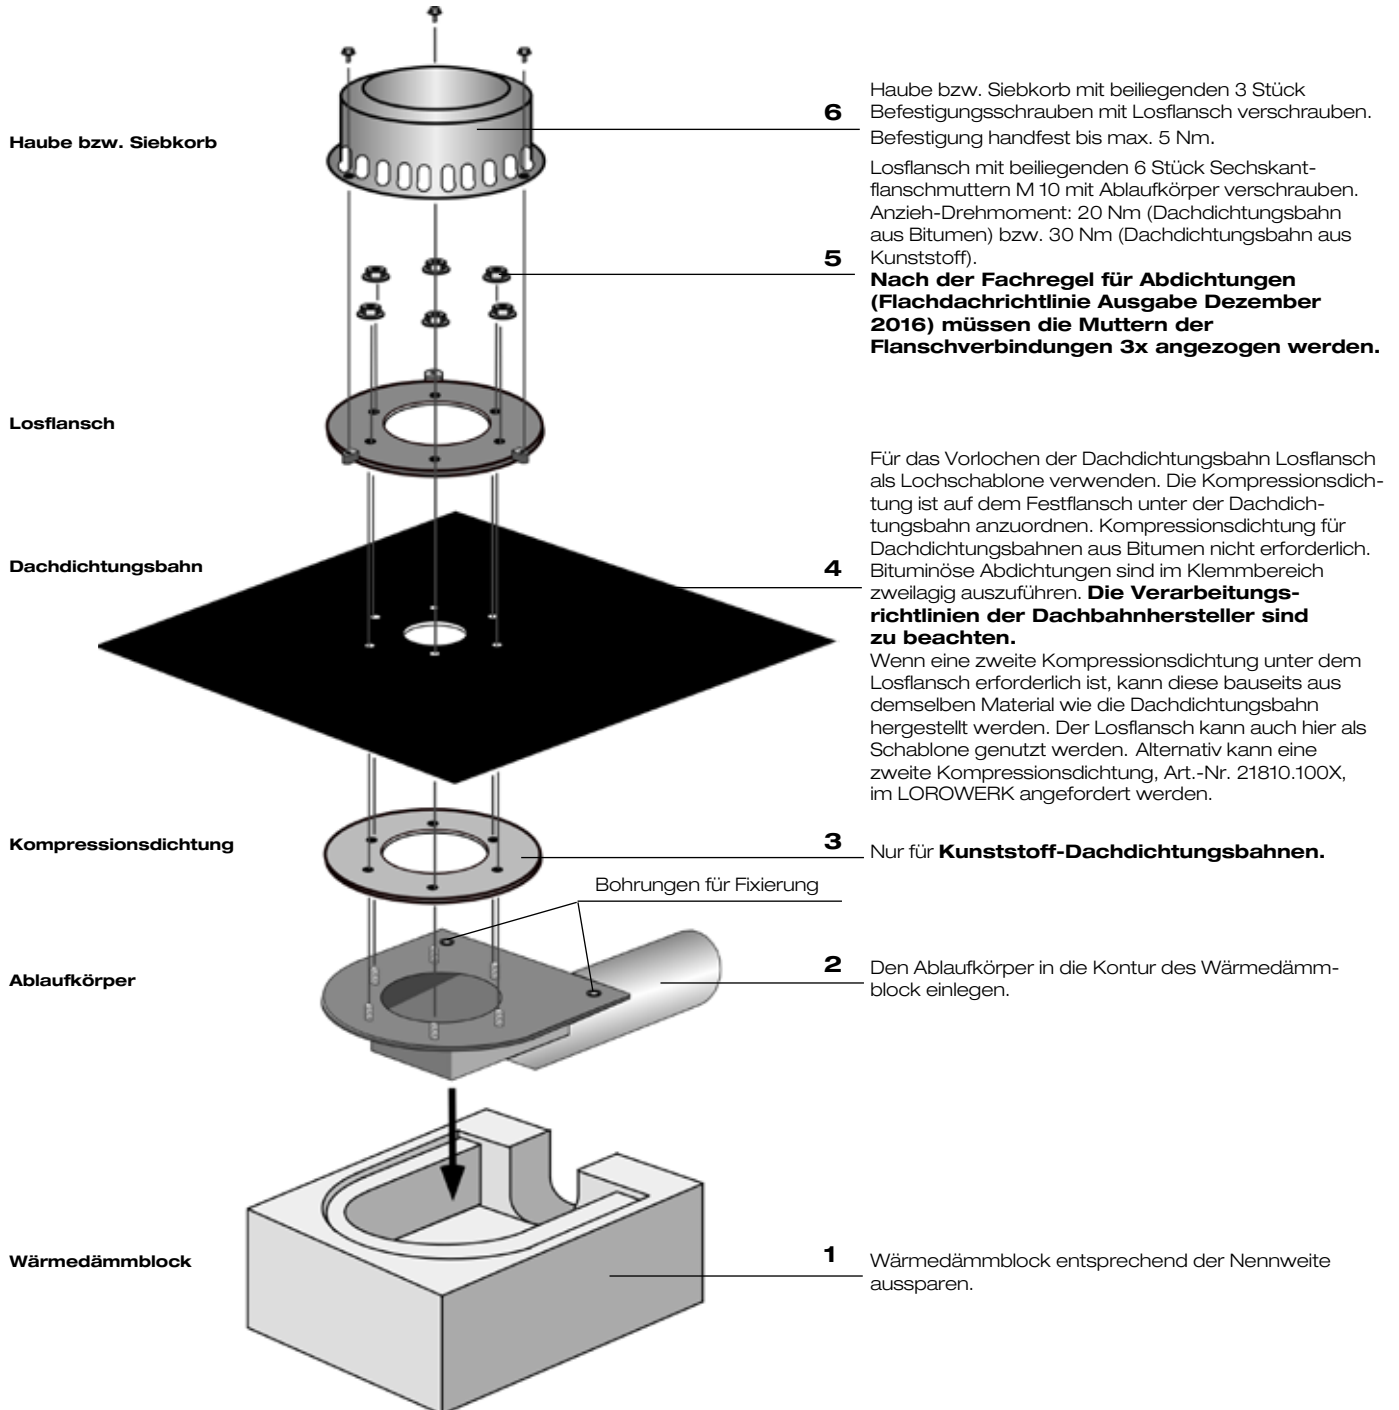 Haube bzw. Siebkorb
6
Haube bzw. Siebkorb mit beiliegenden 3 Stück
Befestigungsschrauben mit Losflansch verschrauben.
Befestigung handfest bis max. 5 Nm.
5
Losflansch mit beiliegenden 6 Stück Sechskant-
flanschmuttern M 10 mit Ablaufkörper verschrauben.
Anzieh-Drehmoment: 20 Nm (Dachdichtungsbahn
aus Bitumen) bzw. 30 Nm (Dachdichtungsbahn aus
Kunststoff).
Nach der Fachregel für Abdichtungen
(Flachdachrichtlinie Ausgabe Dezember
2016) müssen die Muttern der
Flanschverbindungen 3x angezogen werden.
Losflansch
Dachdichtungsbahn
4
Für das Vorlochen der Dachdichtungsbahn Losflansch
als Lochschablone verwenden. Die Kompressionsdich-
tung ist auf dem Festflansch unter der Dachdich-
tungsbahn anzuordnen. Kompressionsdichtung für
Dachdichtungsbahnen aus Bitumen nicht erforderlich.
Bituminöse Abdichtungen sind im Klemmbereich
zweilagig auszuführen. Die Verarbeitungs-
richtlinien der Dachbahnhersteller sind
zu beachten.
Wenn eine zweite Kompressionsdichtung unter dem
Losflansch erforderlich ist, kann diese bauseits aus
demselben Material wie die Dachdichtungsbahn
hergestellt werden. Der Losflansch kann auch hier als
Schablone genutzt werden. Alternativ kann eine
zweite Kompressionsdichtung, Art.-Nr. 21810.100X,
im LOROWERK angefordert werden.
Kompressionsdichtung
3
Nur für Kunststoff-Dachdichtungsbahnen.
Bohrungen für Fixierung
Ablaufkörper
2
Den Ablaufkörper in die Kontur des Wärmedämm-
block einlegen.
Wärmedämmblock
1
Wärmedämmblock entsprechend der Nennweite
aussparen.